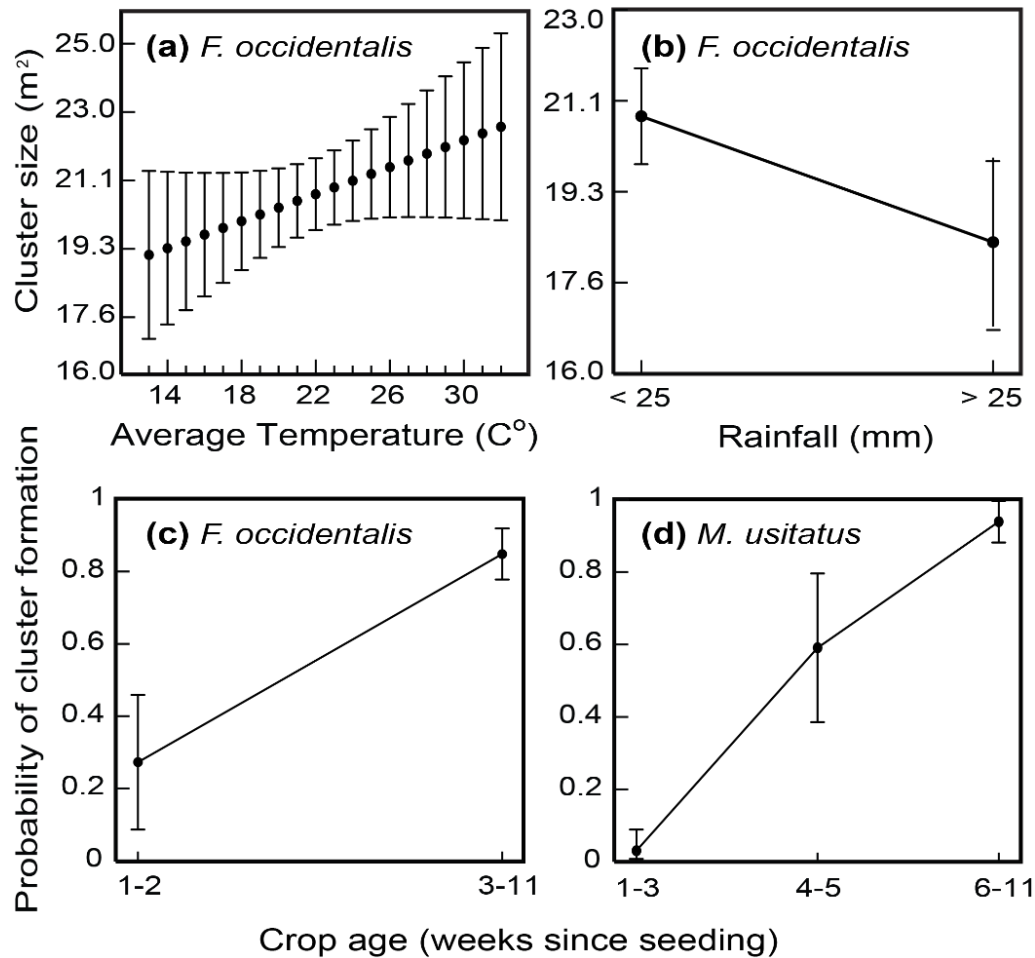 (a) F. occidentalis
(b) F. occidentalis
Cluster size (m²)
25.0
23.0
21.1
19.3
17.6
16.0
14 18 22 26 30
Average Temperature (C°)
23.0
21.1
19.3
17.6
16.0
< 25 > 25
Rainfall (mm)
Probability of cluster formation
(c) F. occidentalis
1
0.8
0.6
0.4
0.2
0
1-2 3-11
(d) M. usitatus
1
0.8
0.6
0.4
0.2
0
1-3 4-5 6-11
Crop age (weeks since seeding)